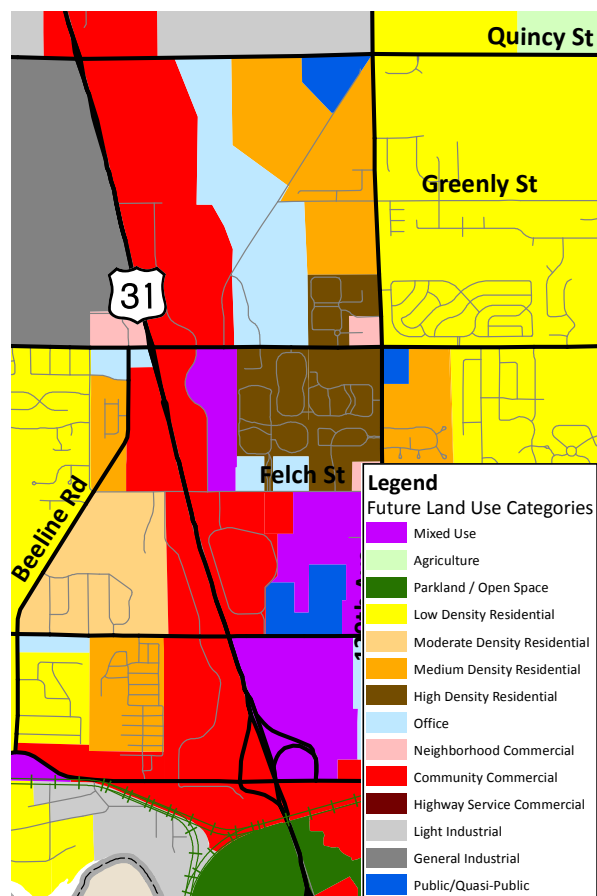 Quincy St
Greenly St
31
Felch St
Beeline Rd
Legend
Future Land Use Categories
Mixed Use
Agriculture
Parkland / Open Space
Low Density Residential
Moderate Density Residential
Medium Density Residential
High Density Residential
Office
Neighborhood Commercial
Community Commercial
Highway Service Commercial
Light Industrial
General Industrial
Public/Quasi-Public